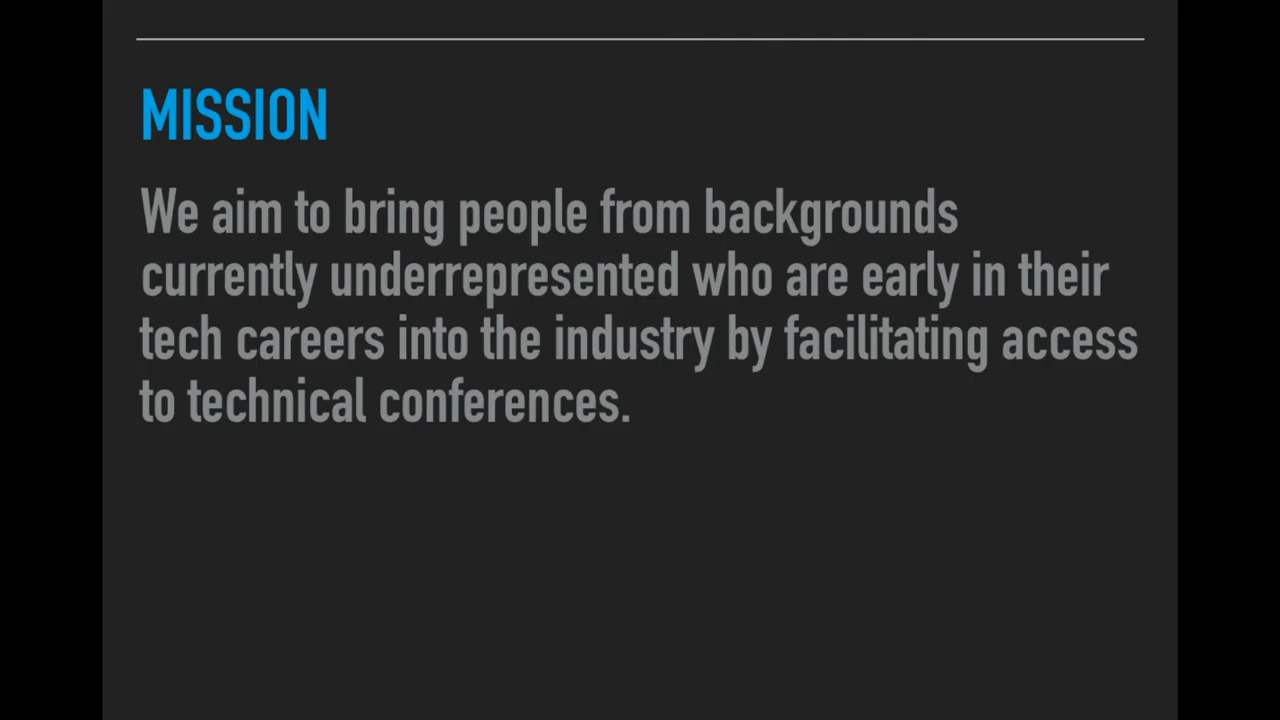 MISSION
We aim to bring people from backgrounds
currently underrepresented who are early in their
tech careers into the industry by facilitating access
to technical conferences.